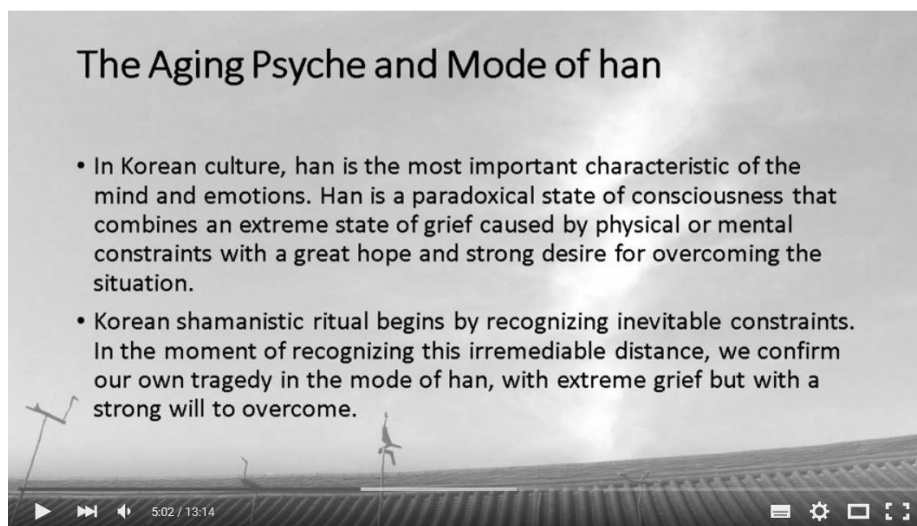 The Aging Psyche and Mode of han
• In Korean culture, han is the most important characteristic of the
mind and emotions. Han is a paradoxical state of consciousness that
combines an extreme state of grief caused by physical or mental
constraints with a great hope and strong desire for overcoming the
situation.
• Korean shamanistic ritual begins by recognizing inevitable constraints.
In the moment of recognizing this irremediable distance, we confirm
our own tragedy in the mode of han, with extreme grief but with a
strong will to overcome.
5:02 / 13:14